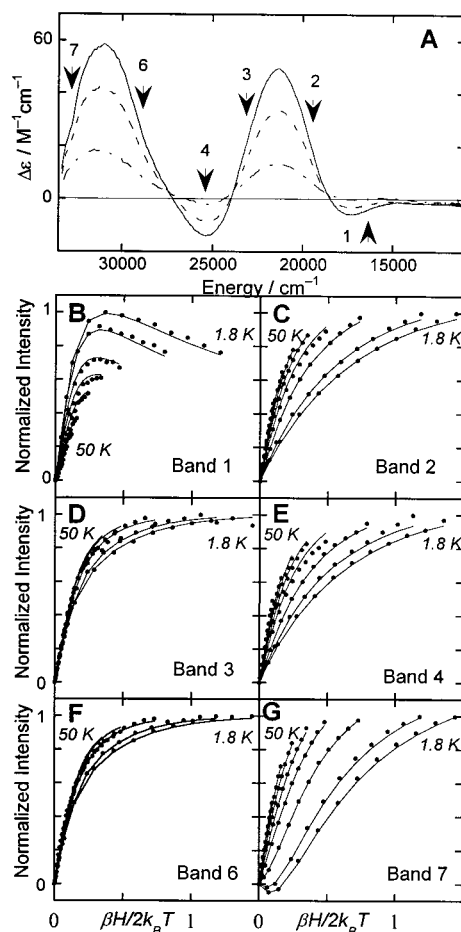 A
60
0
Δε / M⁻¹cm⁻¹
7
6
4
3
2
1
30000 25000 20000 15000
Energy / cm⁻¹
Normalized Intensity
1
0
B
1.8 K
50 K
Band 1
C
50 K
1.8 K
Band 2
Normalized Intensity
1
0
D
50 K
1.8 K
Band 3
E
50 K
1.8 K
Band 4
Normalized Intensity
1
0
F
50 K
1.8 K
Band 6
G
50 K
1.8 K
Band 7
0 1
βH/2k_BT
0 1
βH/2k_BT